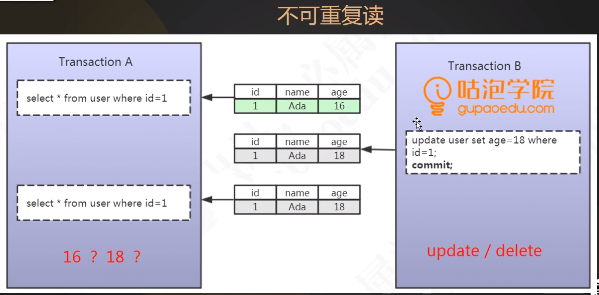 不可重复读
Transaction A
select * from user where id=1
select * from user where id=1
16 ? 18 ?
id name age
1 Ada 16
id name age
1 Ada 18
id name age
1 Ada 18
Transaction B
咕泡学院
gupaoedu.com
update user set age=18 where
id=1;
commit;
update / delete